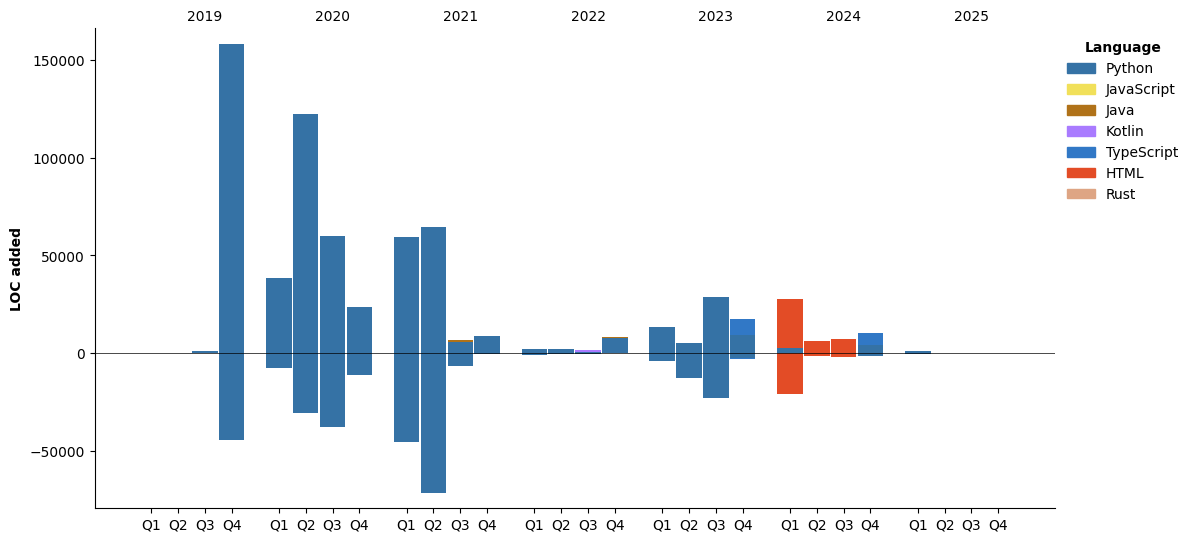 2019 2020 2021 2022 2023 2024 2025
Language
Python
JavaScript
Java
Kotlin
TypeScript
HTML
Rust
LOC added
150000
100000
50000
0
−50000
Q1 Q2 Q3 Q4 Q1 Q2 Q3 Q4 Q1 Q2 Q3 Q4 Q1 Q2 Q3 Q4 Q1 Q2 Q3 Q4 Q1 Q2 Q3 Q4 Q1 Q2 Q3 Q4